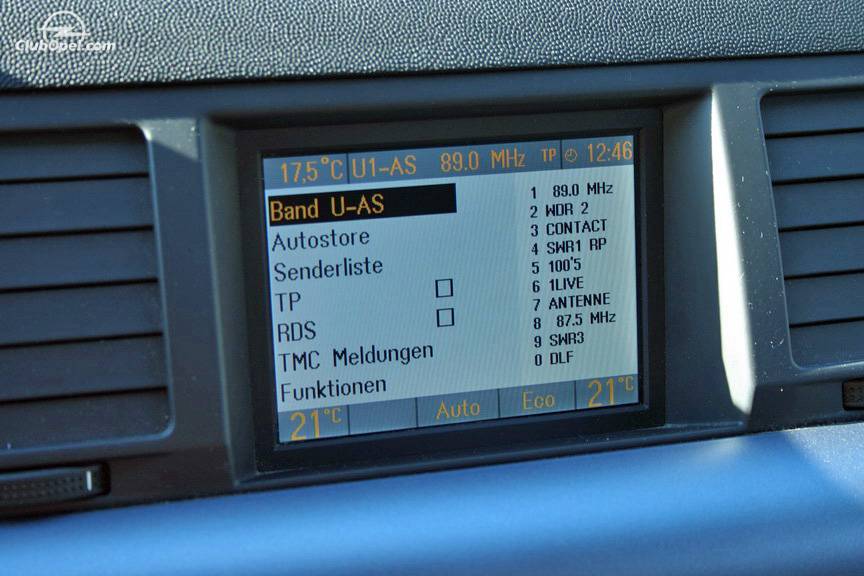 ClubOpel.com
17,5°C U1-AS 89.0 MHz TP 12:46
Band U-AS
Autostore
Senderliste
TP
RDS
TMC Meldungen
Funktionen
1 89.0 MHz
2 WDR 2
3 CONTACT
4 SWR1 RP
5 100'5
6 1LIVE
7 ANTENNE
8 87.5 MHz
9 SWR3
0 DLF
21°C Auto Eco 21°C